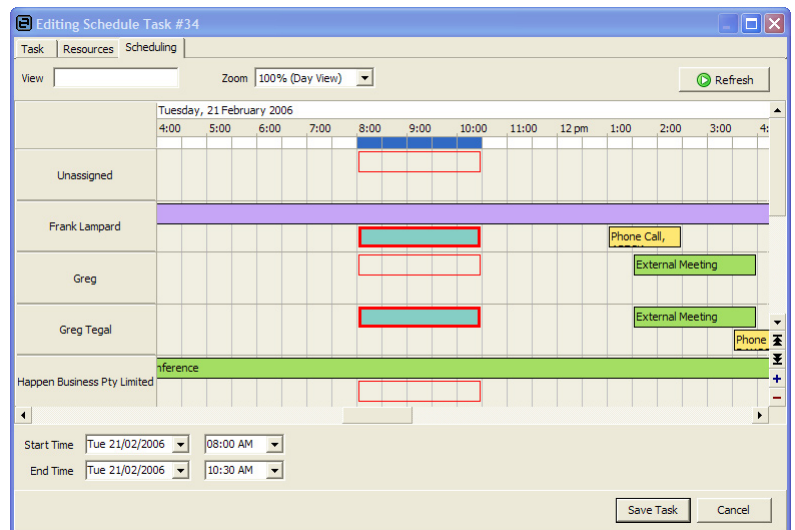 Editing Schedule Task #34
Task Resources Scheduling
View Zoom 100% (Day View) Refresh
Tuesday, 21 February 2006
4:00 5:00 6:00 7:00 8:00 9:00 10:00 11:00 12 pm 1:00 2:00 3:00 4:
Unassigned
Frank Lampard
Phone Call,
Greg
External Meeting
Greg Tegal
External Meeting
Phone
nference
Happen Business Pty Limited
Start Time Tue 21/02/2006 08:00 AM
End Time Tue 21/02/2006 10:30 AM
Save Task Cancel